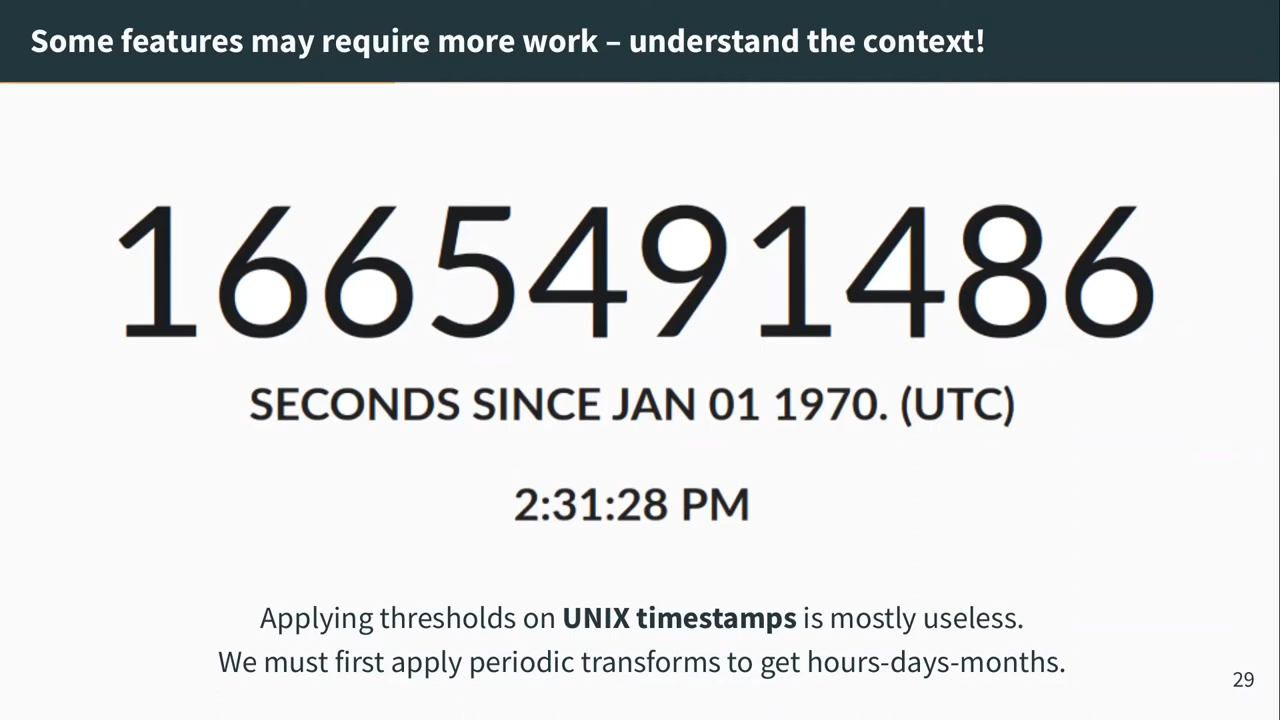 Some features may require more work – understand the context!
1665491486
SECONDS SINCE JAN 01 1970. (UTC)
2:31:28 PM
Applying thresholds on UNIX timestamps is mostly useless.
We must first apply periodic transforms to get hours-days-months.
29